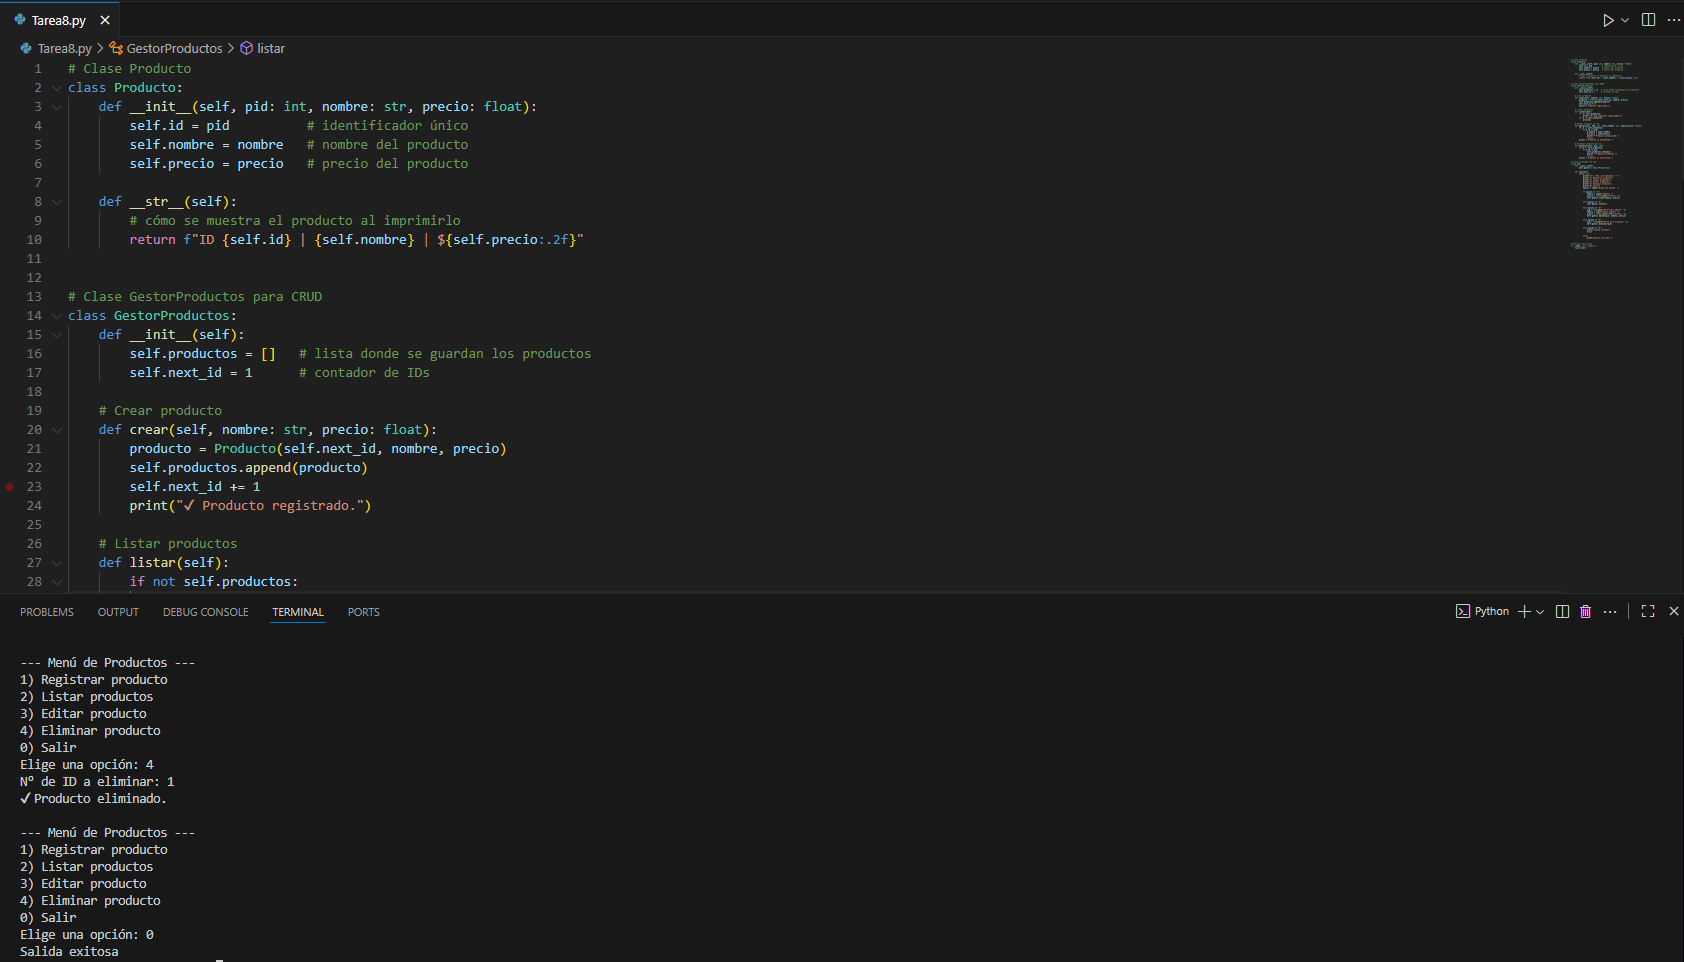 Tarea8.py
Tarea8.py > GestorProductos > listar
1 # Clase Producto
2 class Producto:
3     def __init__(self, pid: int, nombre: str, precio: float):
4         self.id = pid          # identificador único
5         self.nombre = nombre   # nombre del producto
6         self.precio = precio   # precio del producto
7
8     def __str__(self):
9         # cómo se muestra el producto al imprimirlo
10         return f"ID {self.id} | {self.nombre} | ${self.precio:.2f}"
11
12
13 # Clase GestorProductos para CRUD
14 class GestorProductos:
15     def __init__(self):
16         self.productos = []   # lista donde se guardan los productos
17         self.next_id = 1      # contador de IDs
18
19     # Crear producto
20     def crear(self, nombre: str, precio: float):
21         producto = Producto(self.next_id, nombre, precio)
22         self.productos.append(producto)
23         self.next_id += 1
24         print("✓ Producto registrado.")
25
26     # Listar productos
27     def listar(self):
28         if not self.productos:
PROBLEMS OUTPUT DEBUG CONSOLE TERMINAL PORTS Python
--- Menú de Productos ---
1) Registrar producto
2) Listar productos
3) Editar producto
4) Eliminar producto
0) Salir
Elige una opción: 4
Nº de ID a eliminar: 1
✓ Producto eliminado.
--- Menú de Productos ---
1) Registrar producto
2) Listar productos
3) Editar producto
4) Eliminar producto
0) Salir
Elige una opción: 0
Salida exitosa